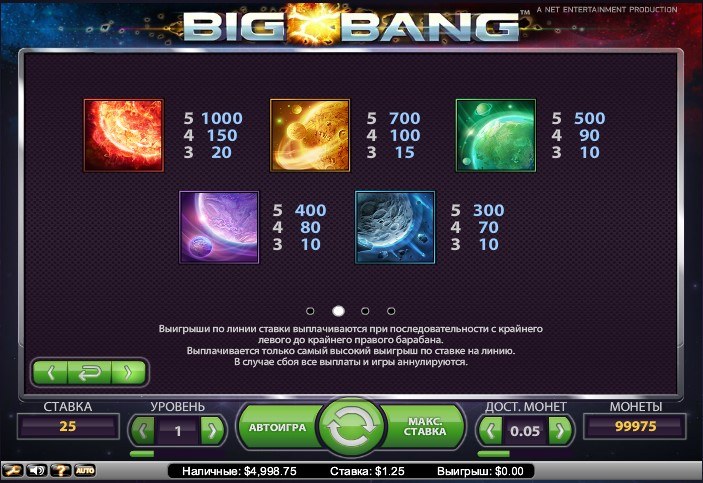 BIG BANG™
A NET ENTERTAINMENT PRODUCTION
5 1000
4 150
3 20
5 700
4 100
3 15
5 500
4 90
3 10
5 400
4 80
3 10
5 300
4 70
3 10
Выигрыши по линии ставки выплачиваются при последовательности с крайнего
левого до крайнего правого барабана.
Выплачивается только самый высокий выигрыш по ставке на линию.
В случае сбоя все выплаты и игры аннулируются.
СТАВКА
25
УРОВЕНЬ
1
АВТОИГРА
МАКС.
СТАВКА
ДОСТ. МОНЕТ
0.05
МОНЕТЫ
99975
? AUTO
Наличные: $4,998.75 Ставка: $1.25 Выигрыш: $0.00